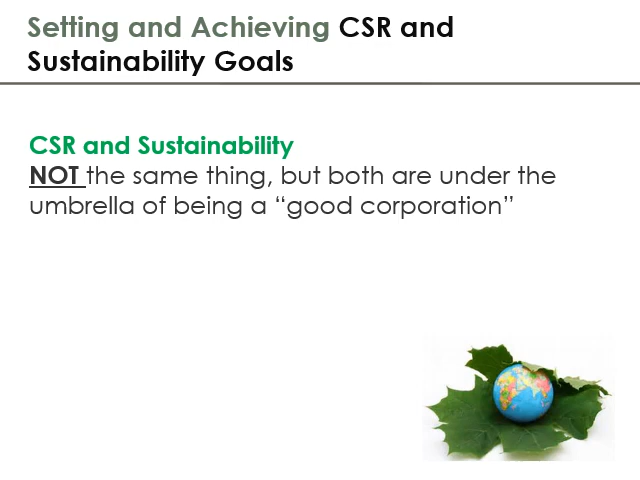 Setting and Achieving CSR and
Sustainability Goals
CSR and Sustainability
NOT the same thing, but both are under the
umbrella of being a “good corporation”